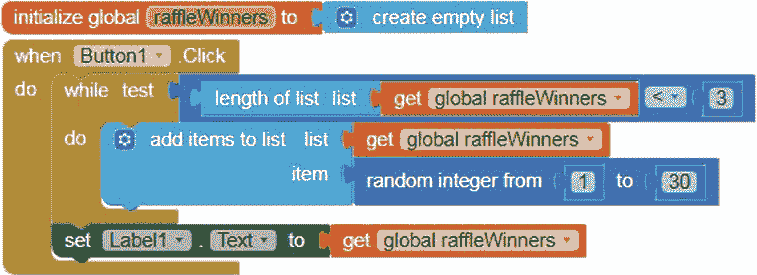 initialize global raffleWinners to create empty list
when Button1 .Click
do while test length of list list get global raffleWinners < 3
do add items to list list get global raffleWinners
item random integer from 1 to 30
set Label1 . Text to get global raffleWinners